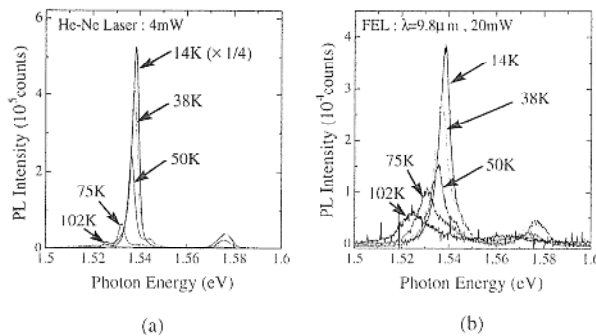 He-Ne Laser : 4mW
14K (× 1/4)
38K
50K
75K
102K
PL Intensity (10⁵counts)
6
4
2
0
1.5 1.52 1.54 1.56 1.58 1.6
Photon Energy (eV)
(a)
FEL : λ=9.8μm , 20mW
14K
38K
50K
75K
102K
PL Intensity (10⁴counts)
4
3
2
1
0
1.5 1.52 1.54 1.56 1.58 1.6
Photon Energy (eV)
(b)